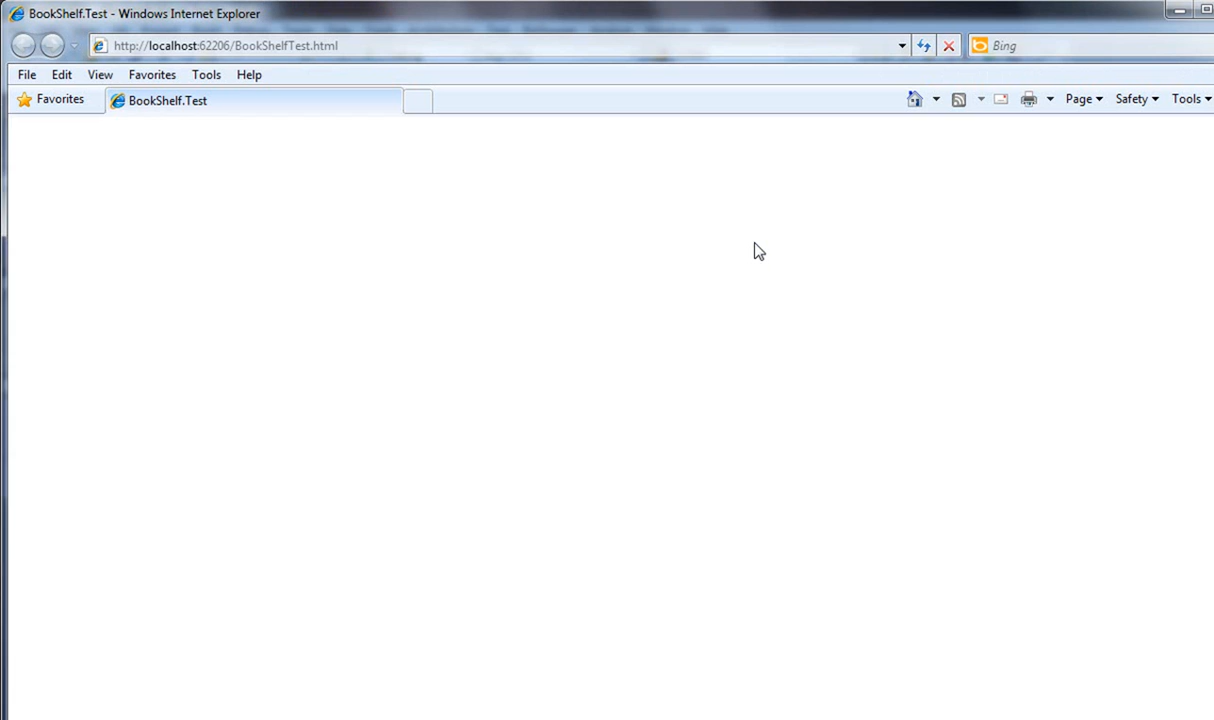 BookShelf.Test - Windows Internet Explorer
http://localhost:62206/BookShelfTest.html Bing
File Edit View Favorites Tools Help
Favorites BookShelf.Test Page Safety Tools